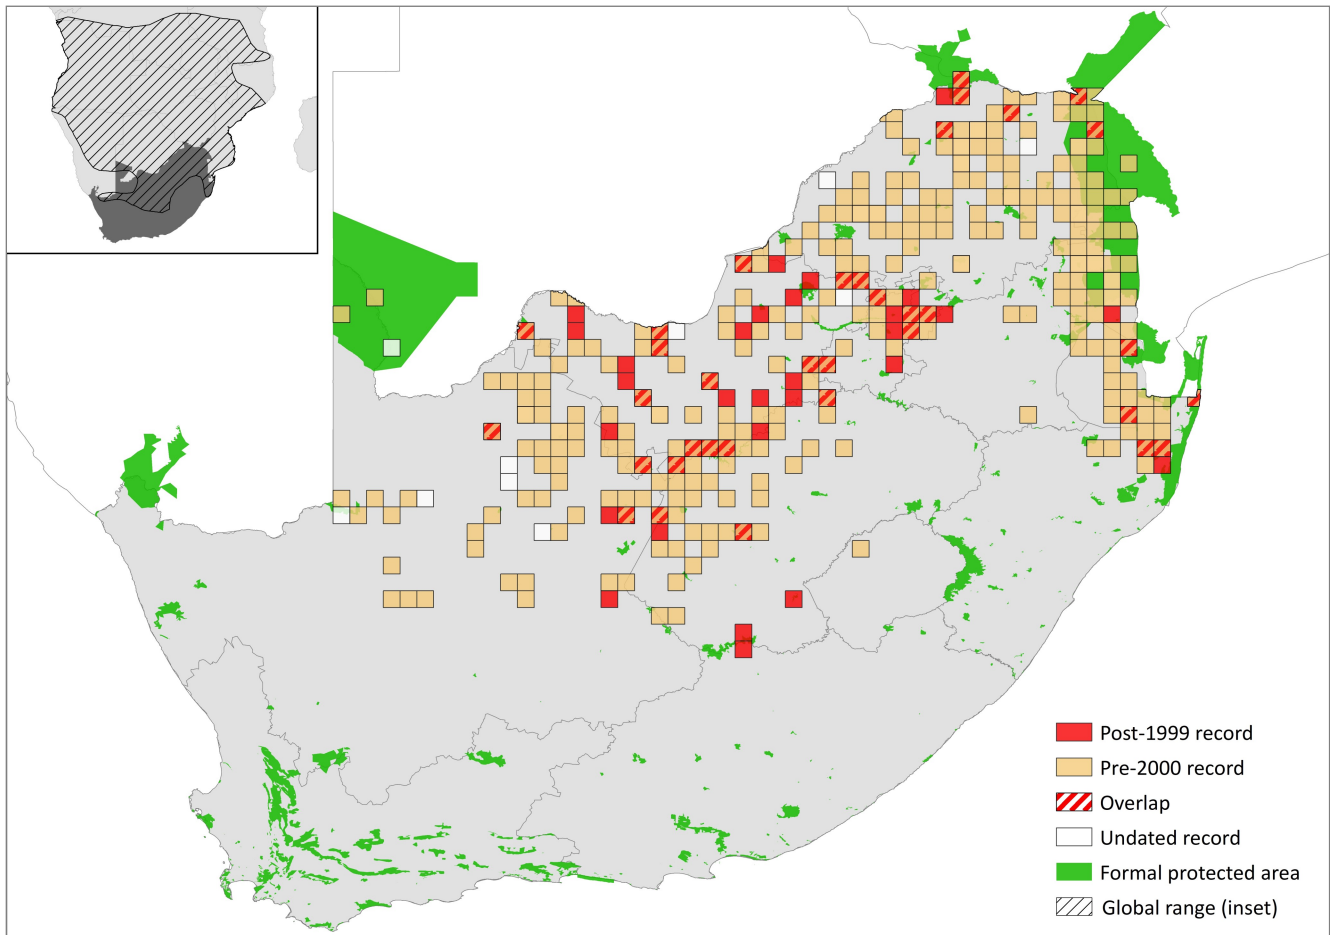 Post-1999 record
Pre-2000 record
Overlap
Undated record
Formal protected area
Global range (inset)